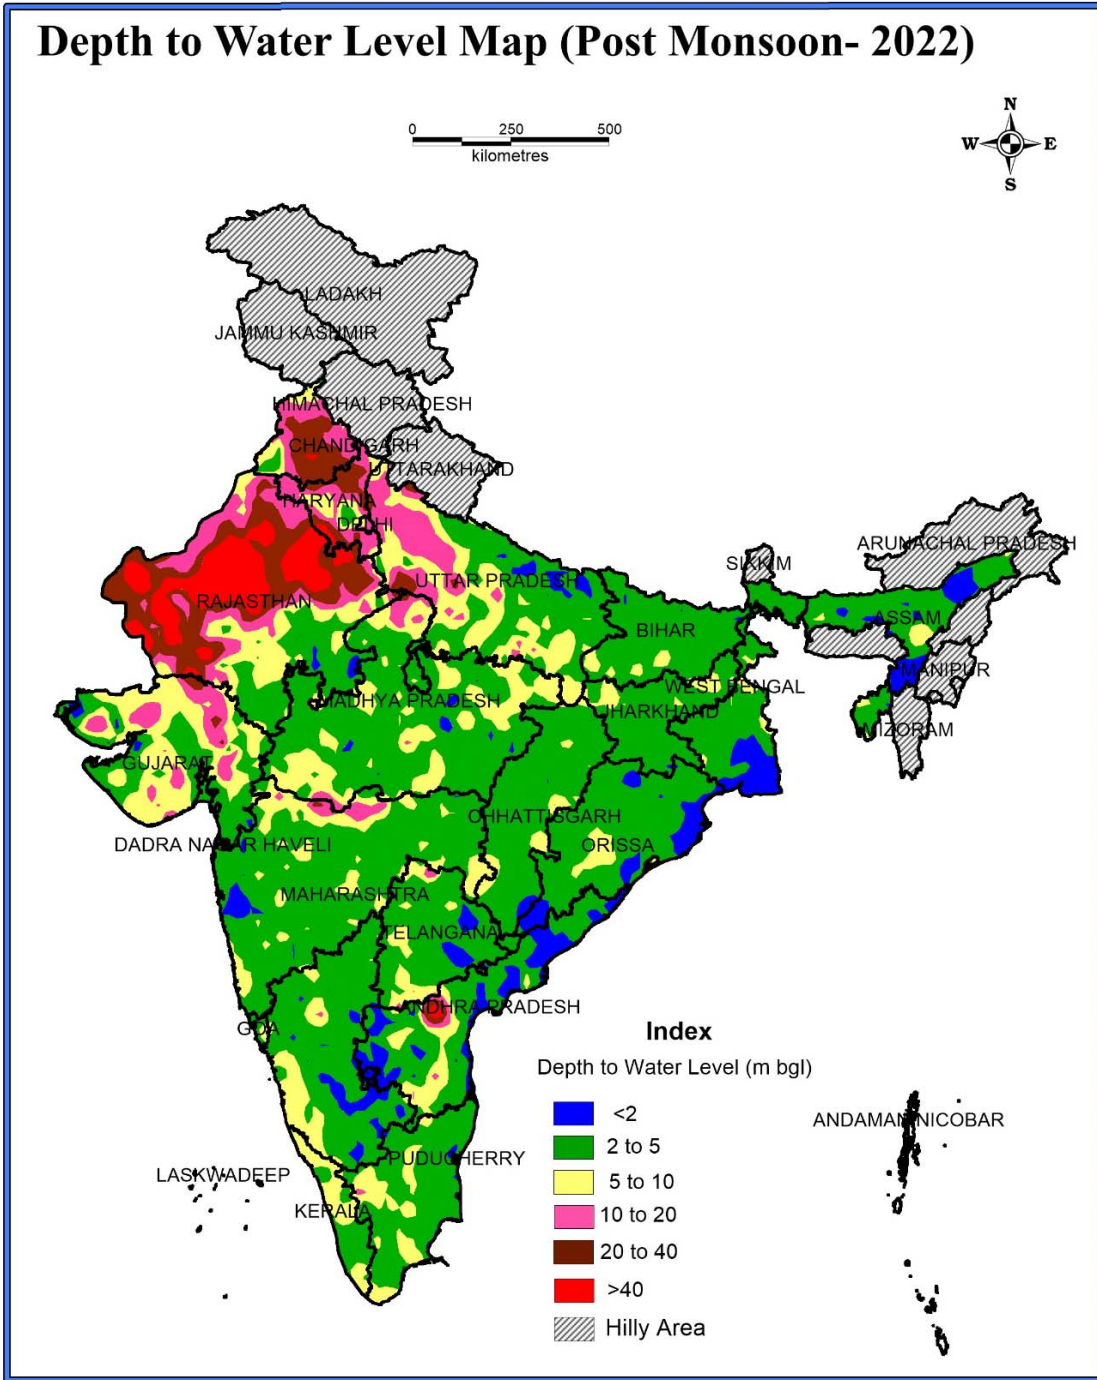 Depth to Water Level Map (Post Monsoon- 2022)
N
W E
S
0 250 500
kilometres
LADAKH
JAMMU KASHMIR
HIMACHAL PRADESH
CHANDIGARH
UTTARAKHAND
HARYANA
DELHI
ARUNACHAL PRADESH
SIKKIM
UTTAR PRADESH
RAJASTHAN
ASSAM
BIHAR
MANIPUR
WEST BENGAL
MADHYA PRADESH
JHARKHAND
MIZORAM
GUJARAT
CHHATTISGARH
DADRA NAGAR HAVELI
ORISSA
MAHARASHTRA
TELANGANA
ANDHRA PRADESH
GOA
Index
Depth to Water Level (m bgl)
<2
2 to 5
5 to 10
10 to 20
20 to 40
>40
Hilly Area
ANDAMAN NICOBAR
PUDUCHERRY
LASKWADEEP
KERALA